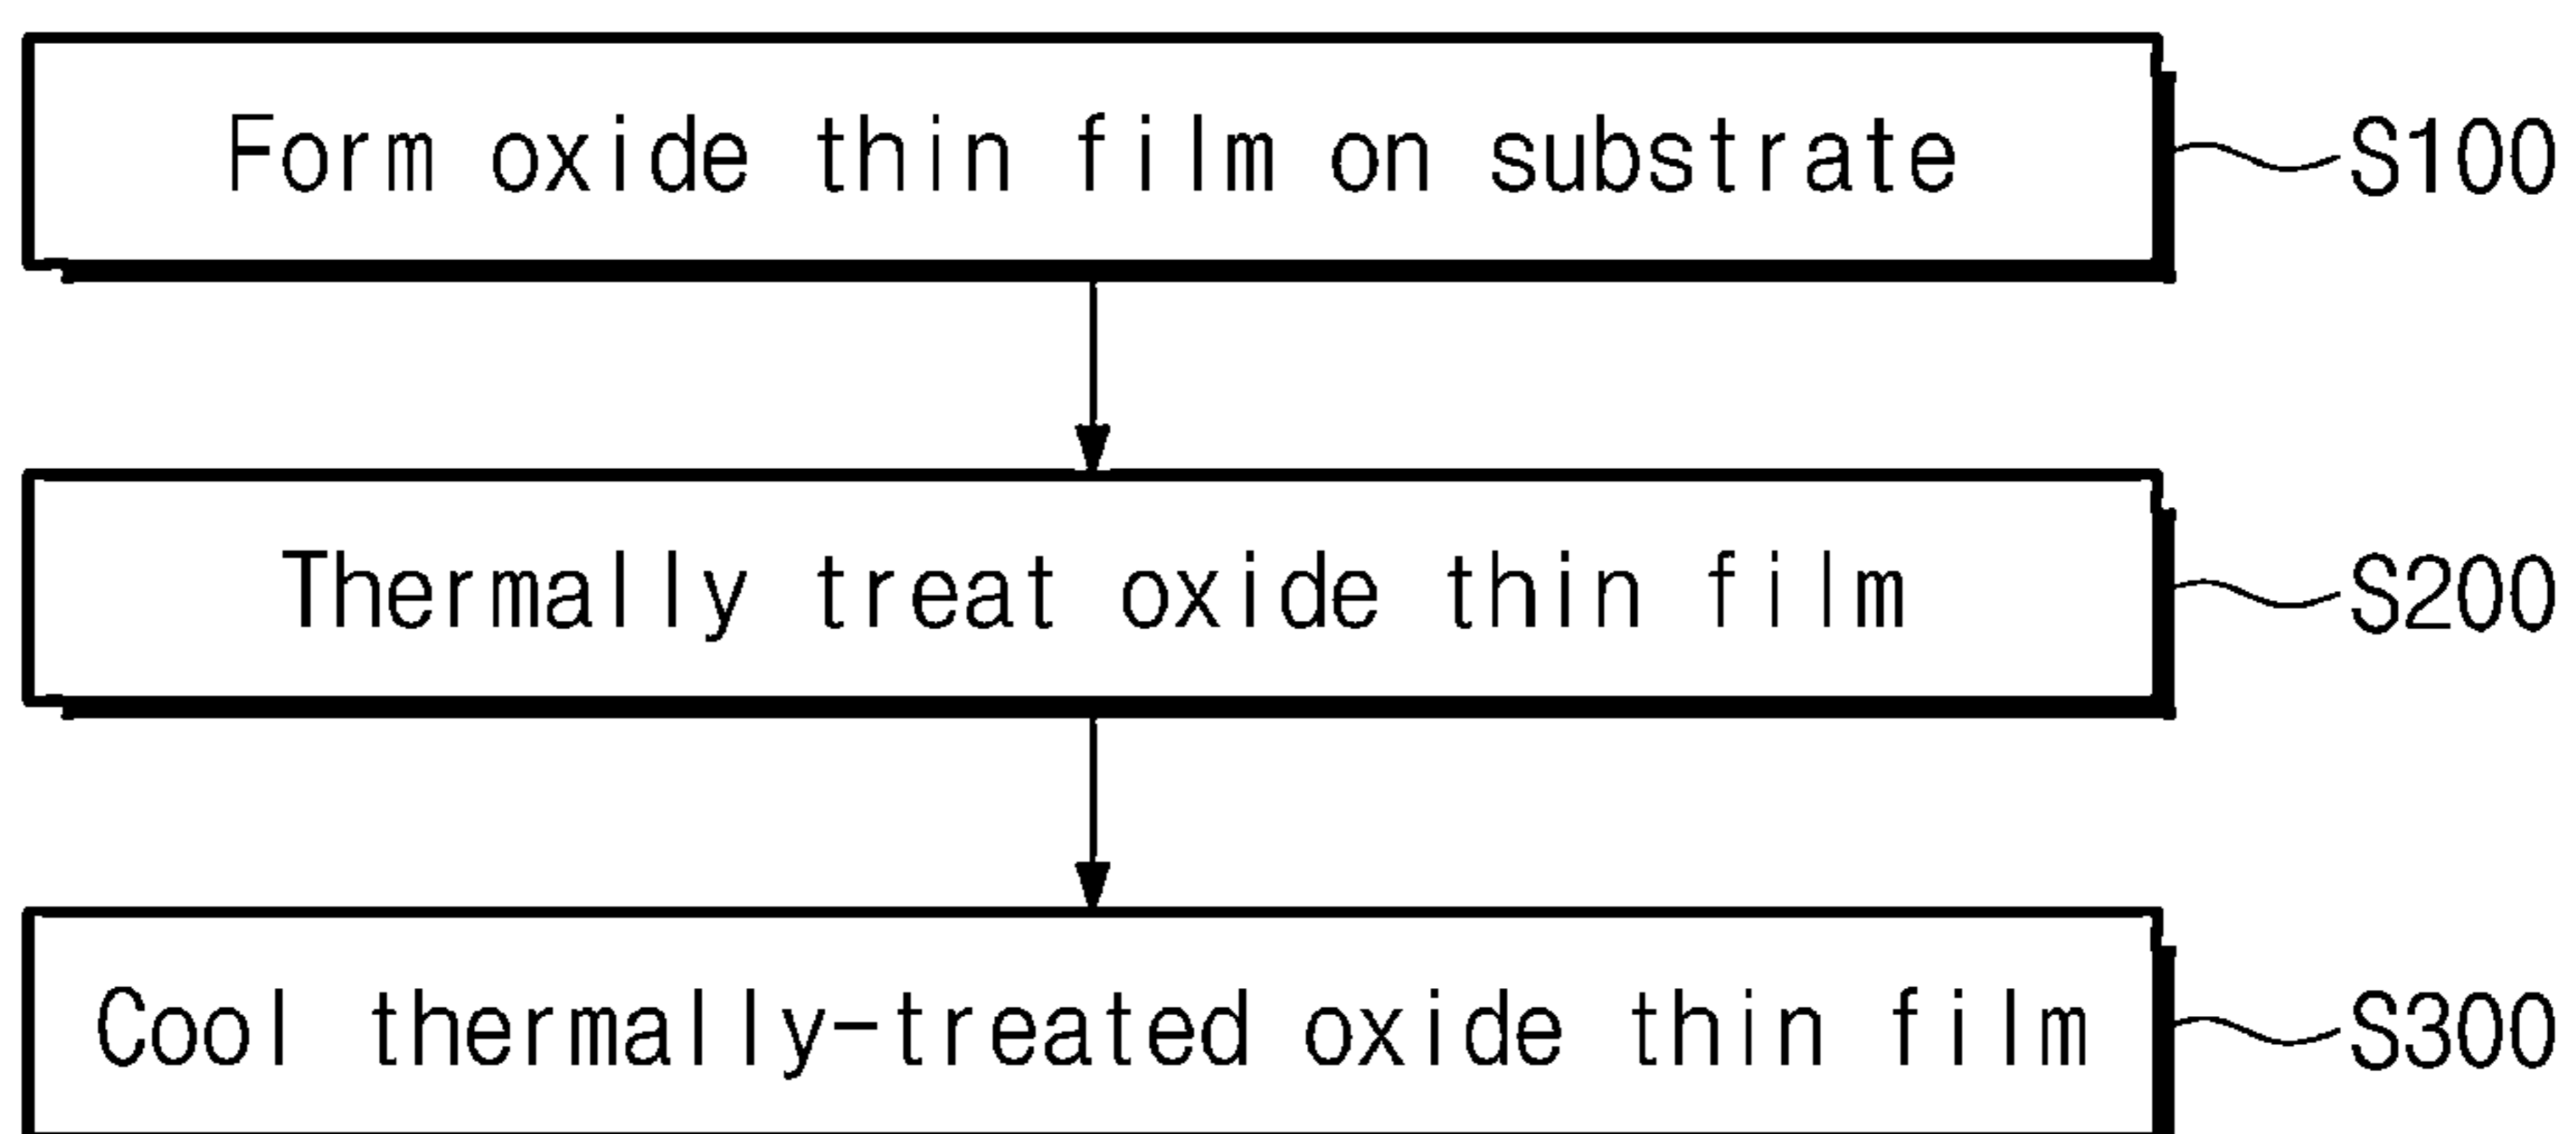 Form oxide thin film on substrate
S100
Thermally treat oxide thin film
S200
Cool thermally-treated oxide thin film
S300